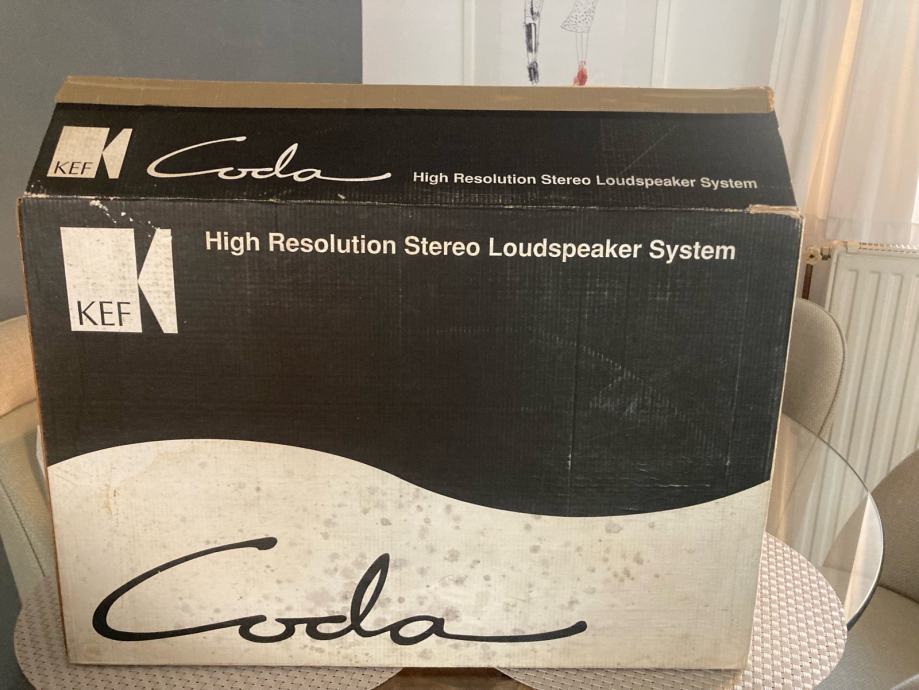 KEF Coda High Resolution Stereo Loudspeaker System
High Resolution Stereo Loudspeaker System
KEF
Coda